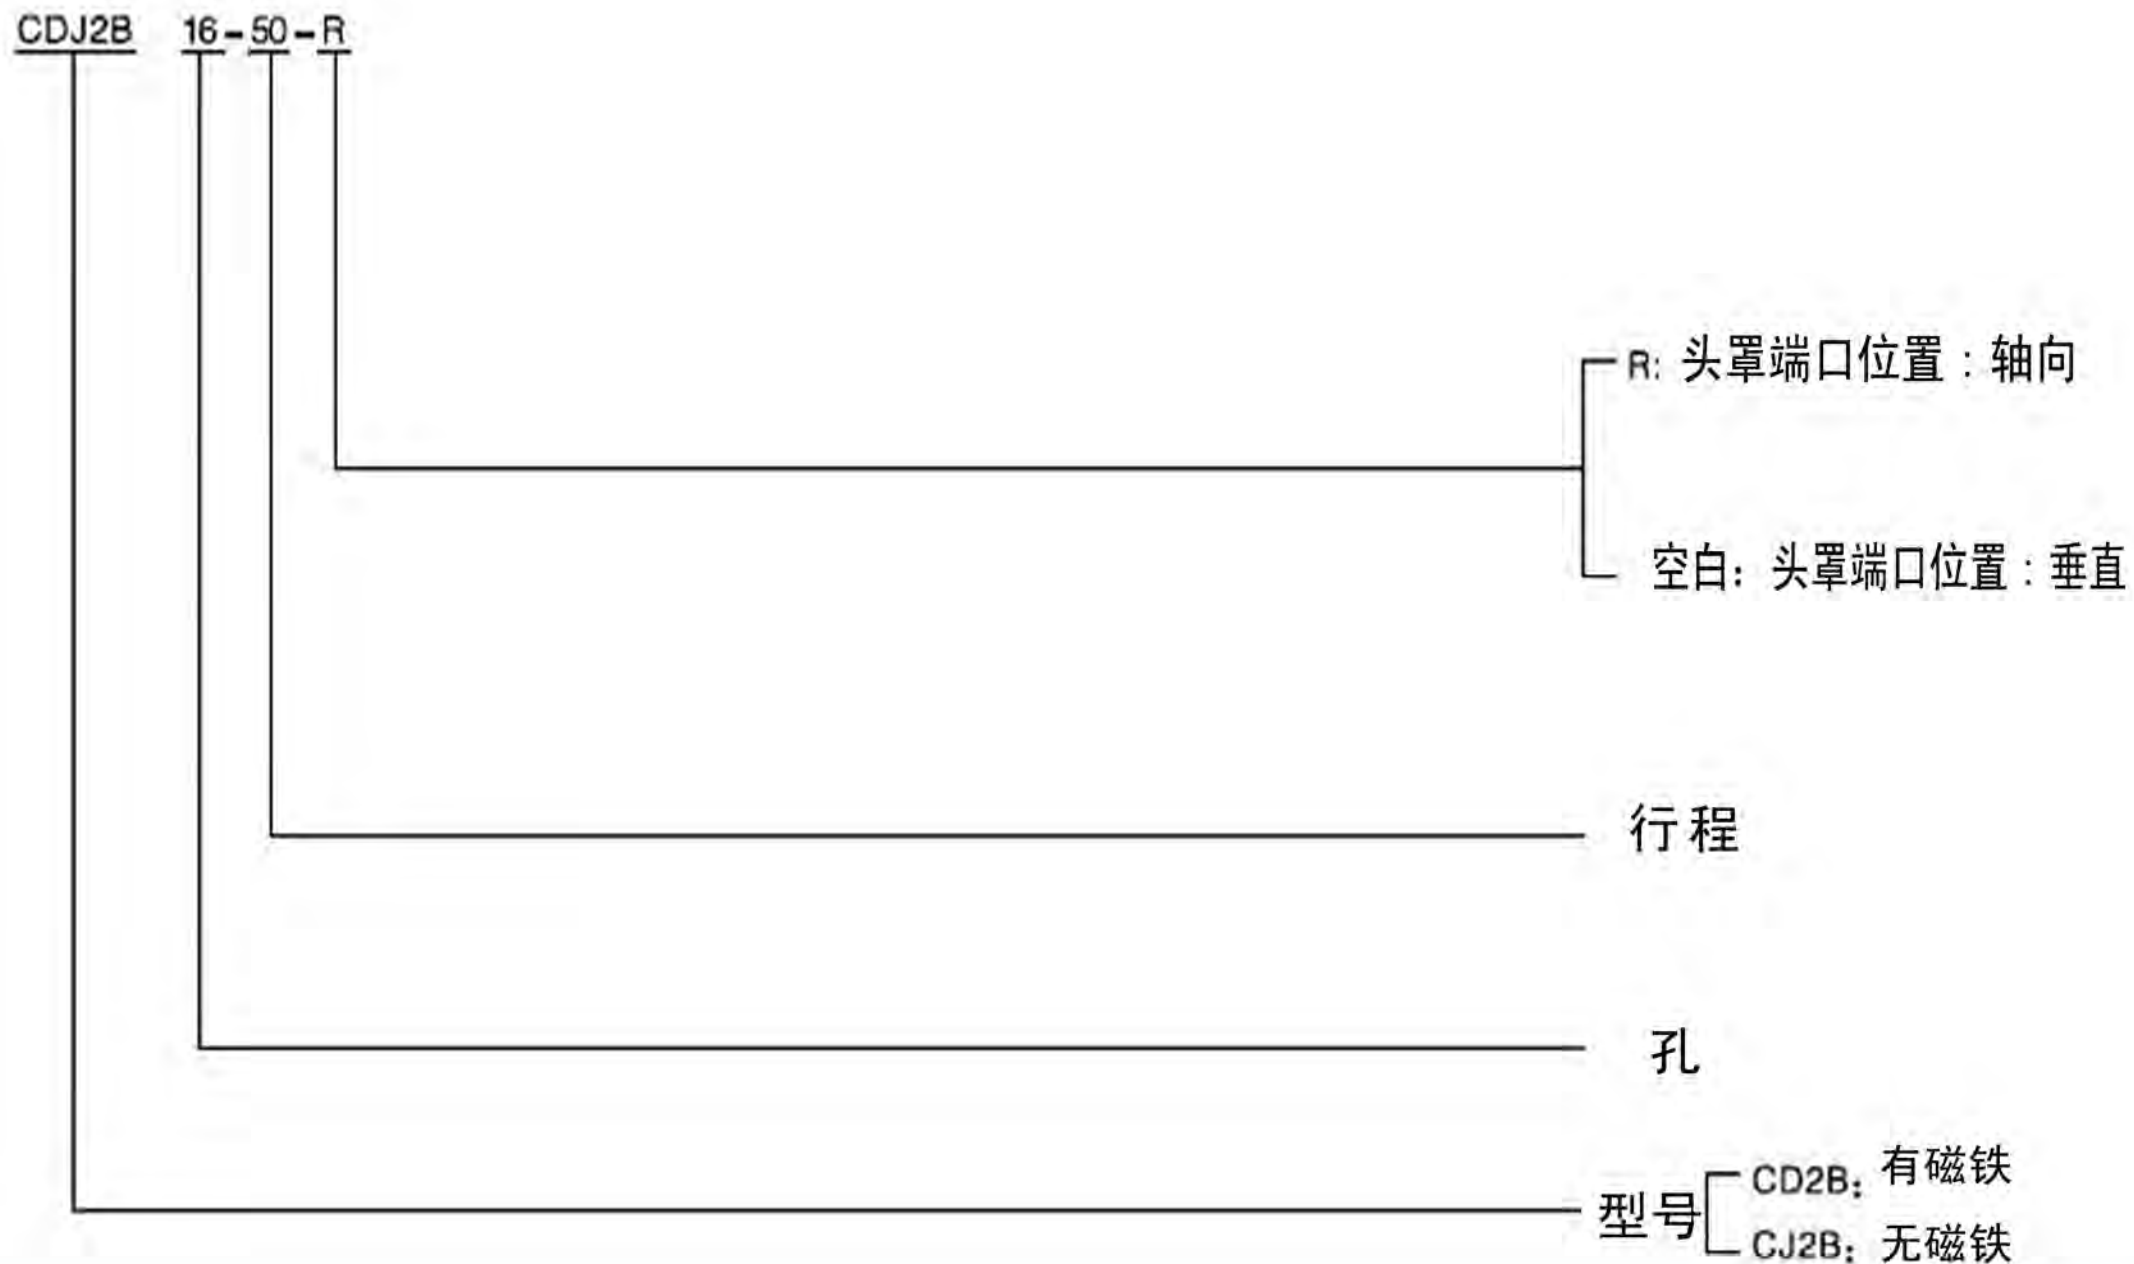 CDJ2B 16-50-R
R: 头罩端口位置：轴向
空白：头罩端口位置：垂直
行程
孔
型号
CD2B：有磁铁
CJ2B：无磁铁